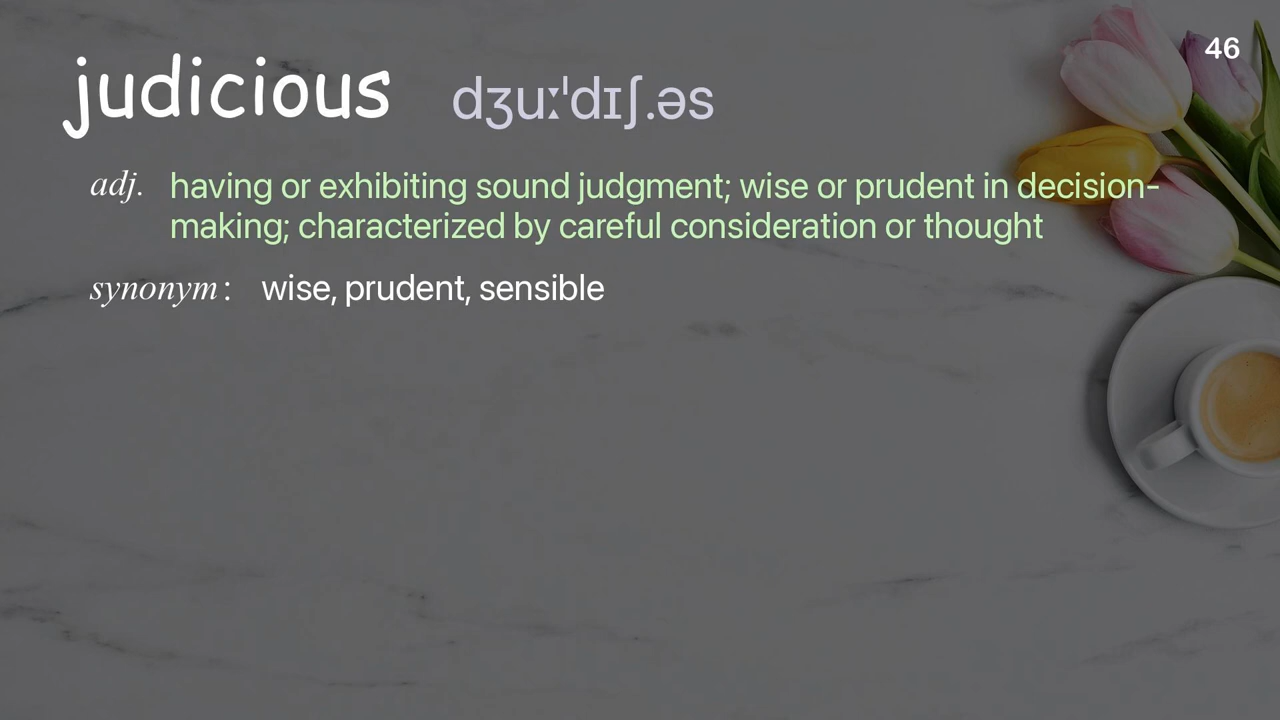 46
judicious dʒuːˈdɪʃ.əs
adj. having or exhibiting sound judgment; wise or prudent in decision-
making; characterized by careful consideration or thought
synonym: wise, prudent, sensible